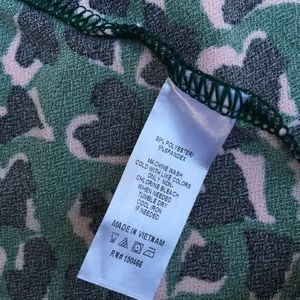 95% POLYESTER/
5%SPANDEX
MACHINE WASH
COLD WITH LIKE COLORS
ONLY NON-
CHLORINE BLEACH
WHEN NEEDED
TUMBLE DRY
COOL IRON
IF NEEDED
MADE IN VIETNAM
RN# 150466